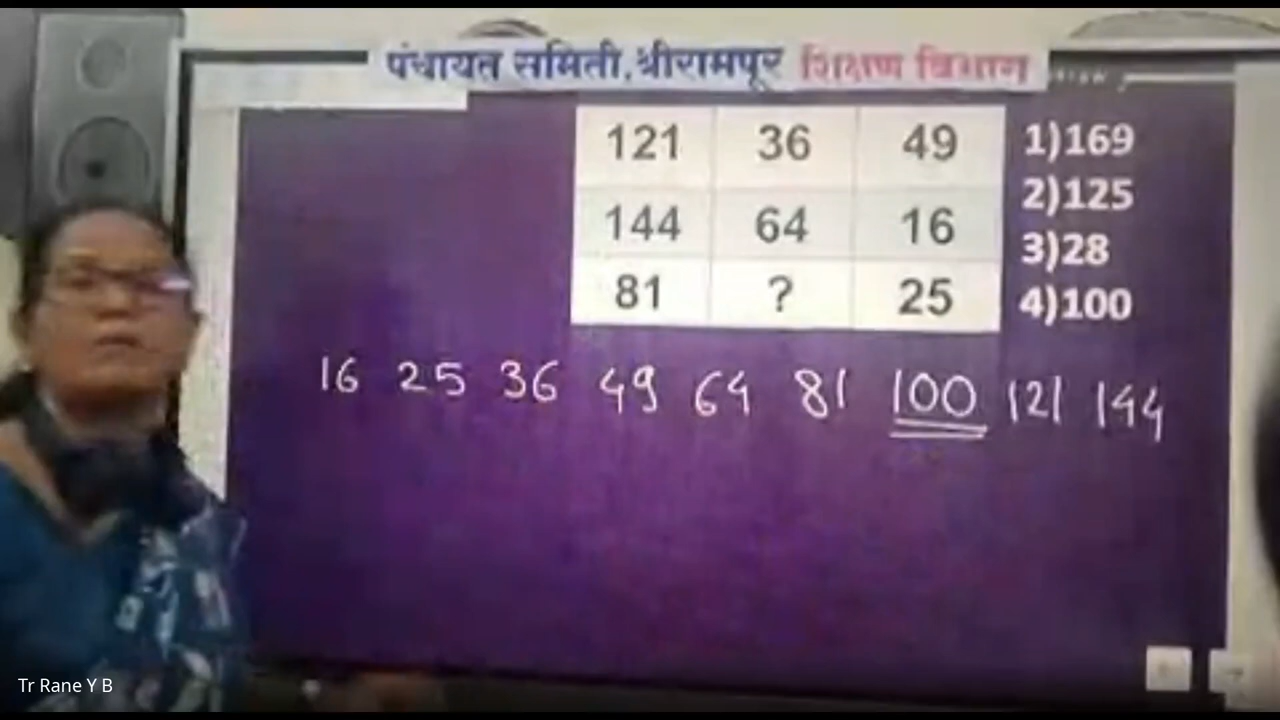 पंचायत समिती,श्रीरामपूर शिक्षण विभाग
121 36 49
144 64 16
81 ? 25
1)169
2)125
3)28
4)100
16 25 36 49 64 81 100 121 144
Tr Rane Y B